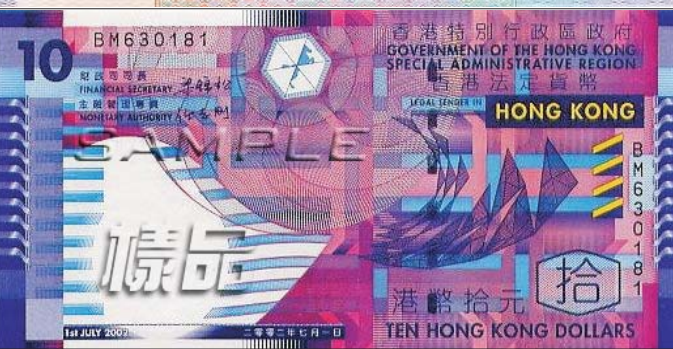 10
BM630181
香港特別行政區政府
GOVERNMENT OF THE HONG KONG
SPECIAL ADMINISTRATIVE REGION
香港法定貨幣
LEGAL TENDER IN
HONG KONG
財政司司長
FINANCIAL SECRETARY
金融管理專員
MONETARY AUTHORITY
SAMPLE
BM630181
樣品
拾
港幣拾元
TEN HONG KONG DOLLARS
1st JULY 2002
二零零二年七月一日